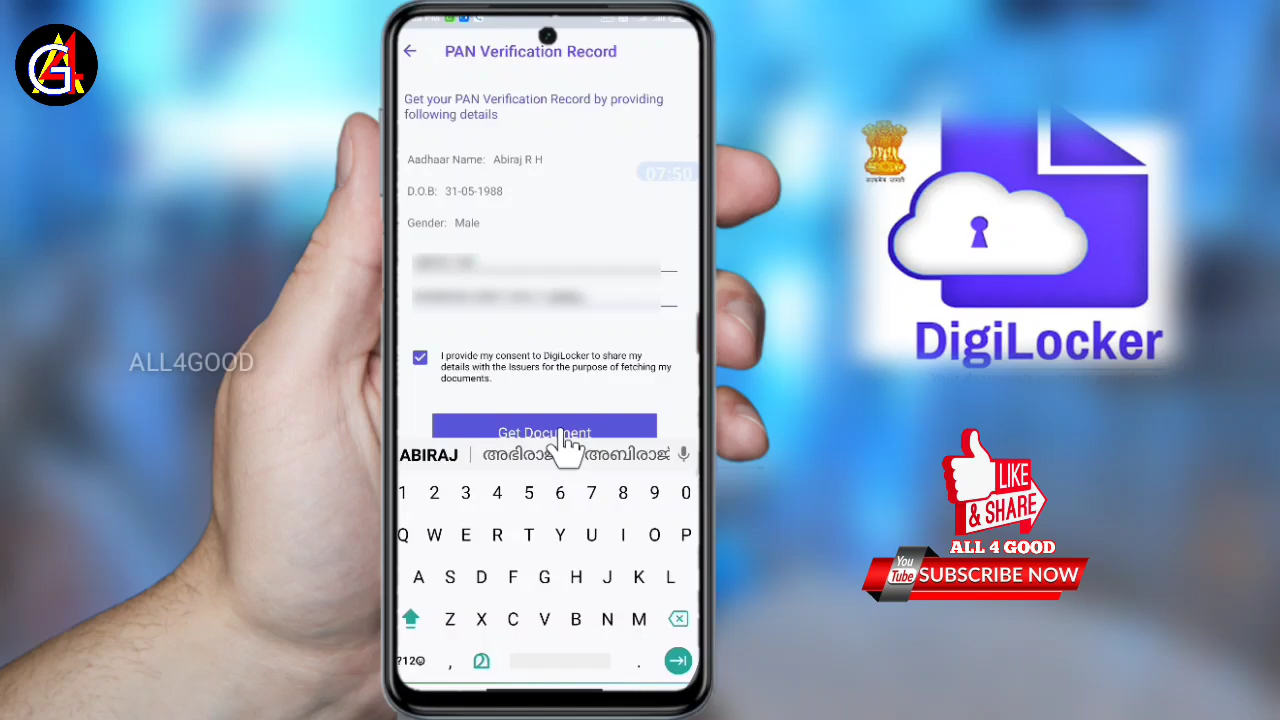 PAN Verification Record
Get your PAN Verification Record by providing
following details
Aadhaar Name: Abiraj R H
07:50
D.O.B: 31-05-1988
Gender: Male
I provide my consent to DigiLocker to share my
details with the Issuers for the purpose of fetching my
documents.
Get Document
ABIRAJ
1 2 3 4 5 6 7 8 9 0
Q W E R T Y U I O P
A S D F G H J K L
Z X C V B N M
?12☺ , .
ALL4GOOD
DigiLocker
LIKE
& SHARE
ALL 4 GOOD
You
Tube
SUBSCRIBE NOW